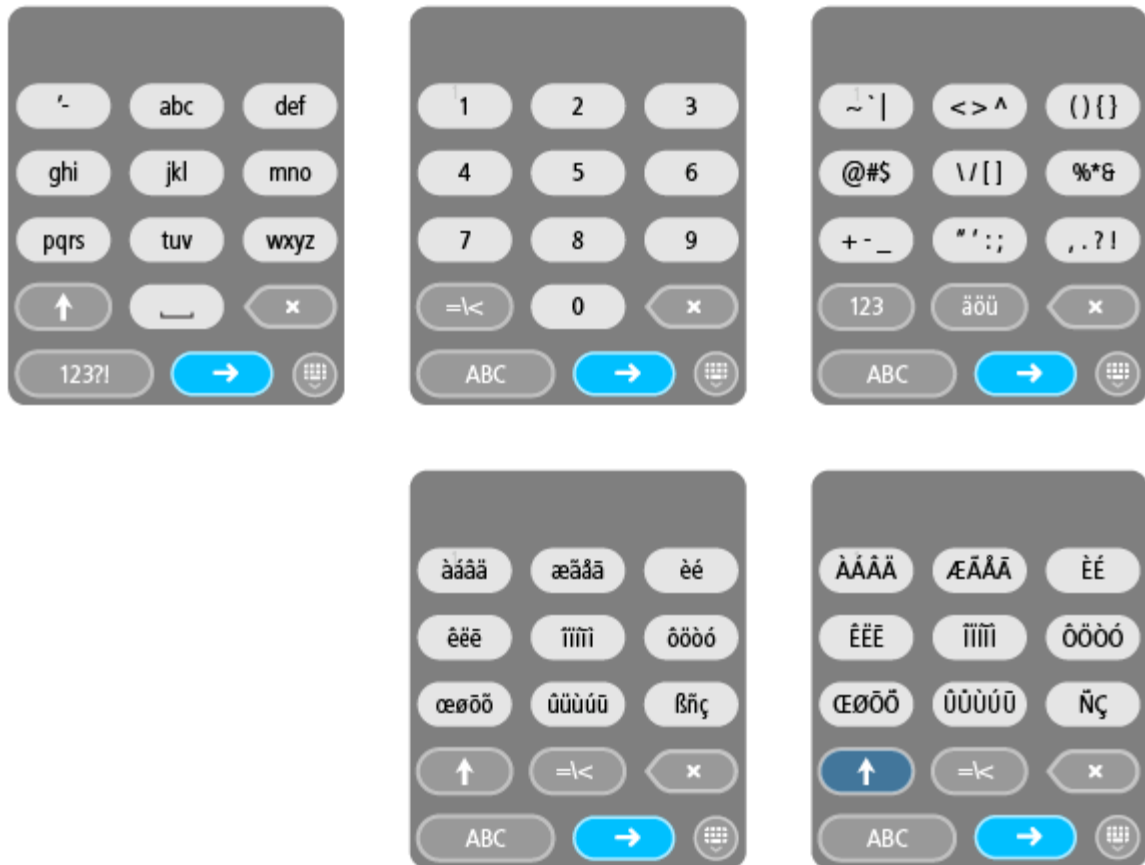 '- abc def
ghi jkl mno
pqrs tuv wxyz
123?!
1 2 3
4 5 6
7 8 9
=\< 0
ABC
~`| <>^ (){}
@#$ \/[] %*&
+-_ "':; ,.?!
123 äöü
ABC
àáâä æãåā èé
êëē îïīì ôöòó
œøōõ ûüùúū ßñç
=\<
ABC
ÀÁÂÄ ÆÃÅĀ ÈÉ
ÊËĒ ÎÏĪÌ ÔÖÒÓ
ŒØŌÕ ÛÜÙÚŪ ÑÇ
=\<
ABC